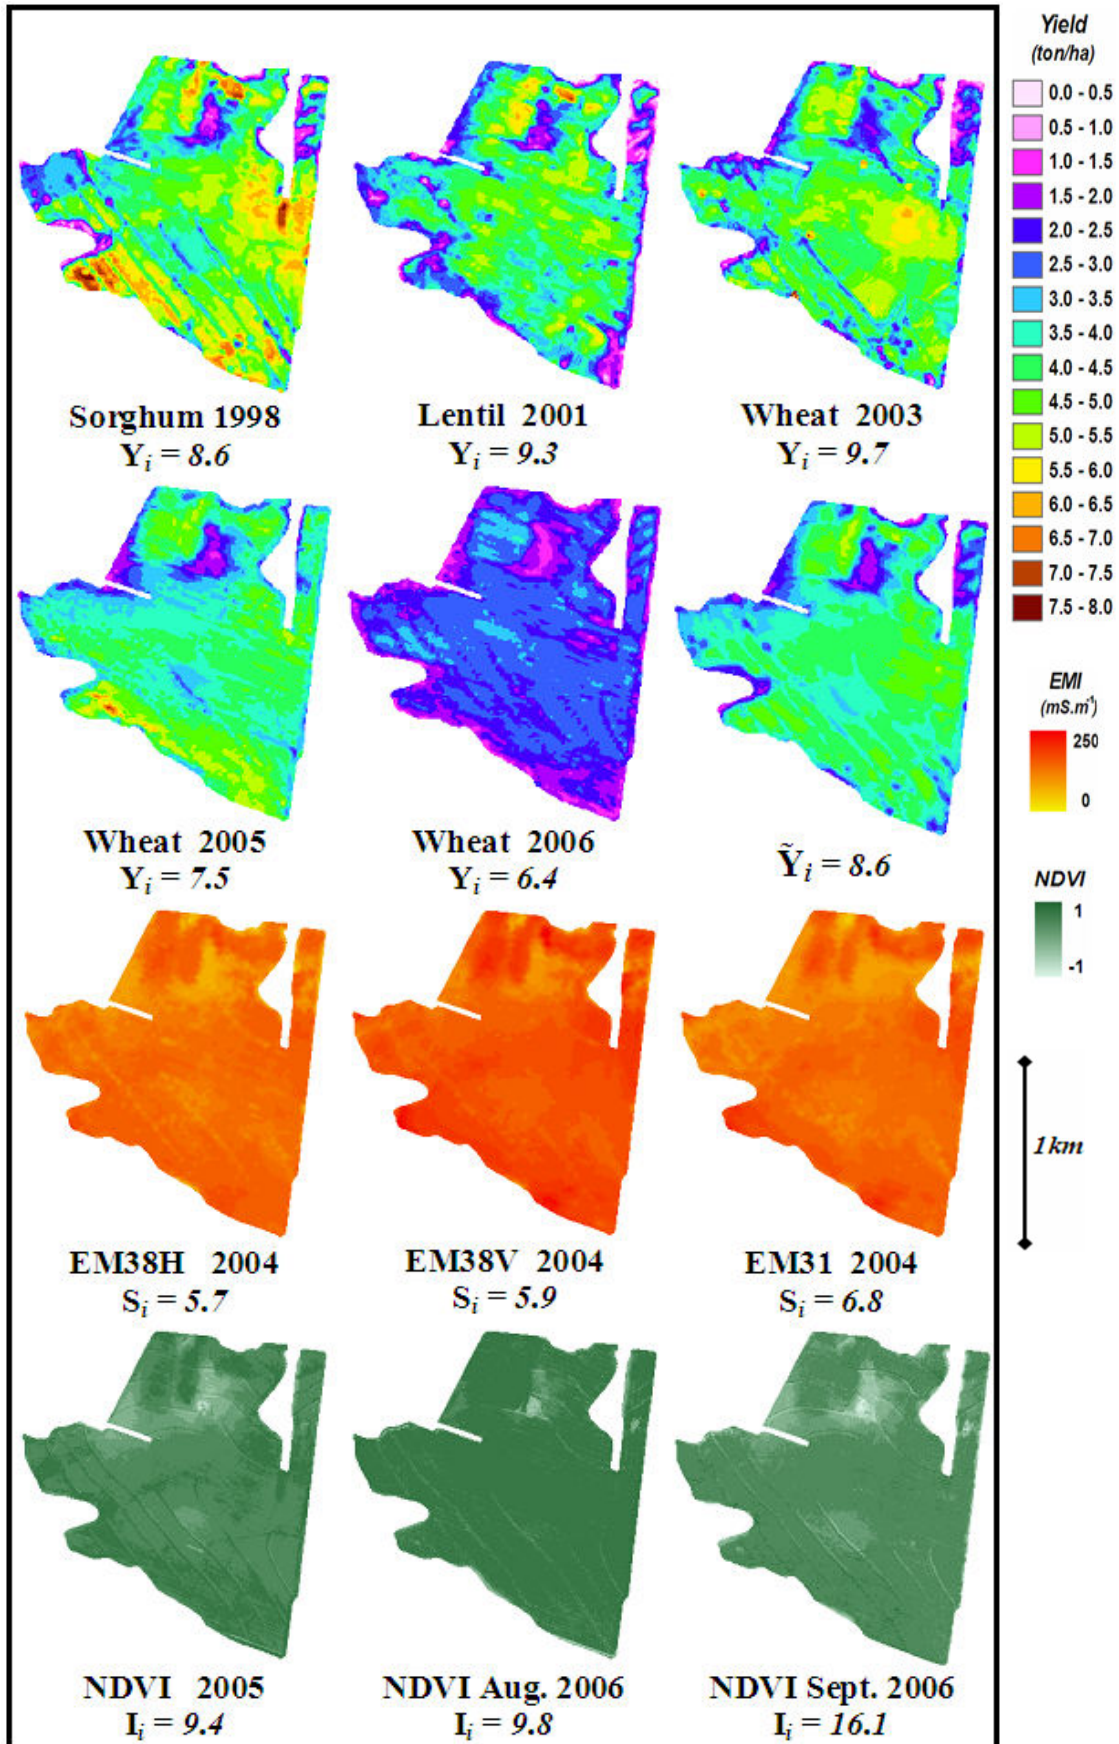 Yield
(ton/ha)
0.0 - 0.5
0.5 - 1.0
1.0 - 1.5
1.5 - 2.0
2.0 - 2.5
2.5 - 3.0
3.0 - 3.5
3.5 - 4.0
4.0 - 4.5
4.5 - 5.0
5.0 - 5.5
5.5 - 6.0
6.0 - 6.5
6.5 - 7.0
7.0 - 7.5
7.5 - 8.0
Sorghum 1998
Yi = 8.6
Lentil 2001
Yi = 9.3
Wheat 2003
Yi = 9.7
Wheat 2005
Yi = 7.5
Wheat 2006
Yi = 6.4
Ỹi = 8.6
EMI
(mS.m⁻¹)
250
0
NDVI
1
-1
EM38H 2004
Si = 5.7
EM38V 2004
Si = 5.9
EM31 2004
Si = 6.8
1km
NDVI 2005
Ii = 9.4
NDVI Aug. 2006
Ii = 9.8
NDVI Sept. 2006
Ii = 16.1